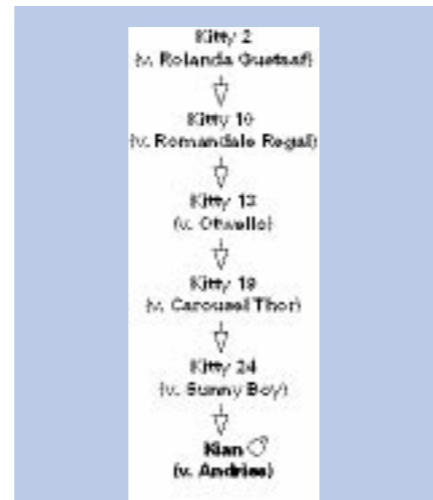 Kitty 2
(v. Rolanda Gustaaf)
Kitty 10
(v. Romandale Regal)
Kitty 13
(v. Otwello)
Kitty 19
(v. Carousel Thor)
Kitty 24
(v. Sunny Boy)
Kian ♂
(v. Andries)